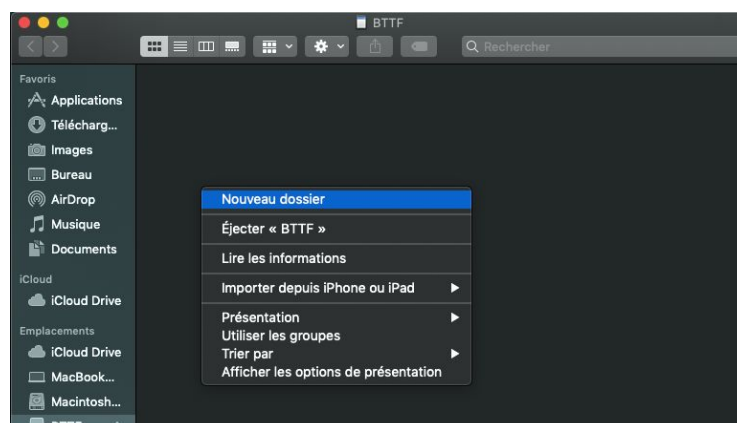 BTTF
Rechercher
Favoris
Applications
Télécharg...
Images
Bureau
AirDrop
Musique
Documents
iCloud
iCloud Drive
Emplacements
iCloud Drive
MacBook...
Macintosh...
Nouveau dossier
Éjecter « BTTF »
Lire les informations
Importer depuis iPhone ou iPad
Présentation
Utiliser les groupes
Trier par
Afficher les options de présentation